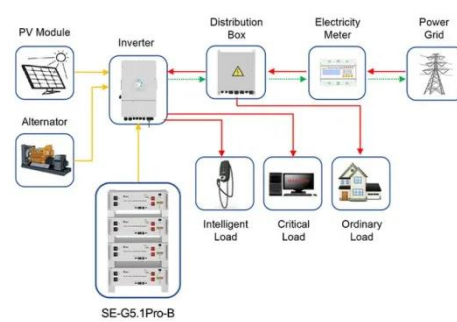 PV Module
Inverter
Distribution
Box
Electricity
Meter
Power
Grid
Alternator
Intelligent
Load
Critical
Load
Ordinary
Load
SE-G5.1Pro-B